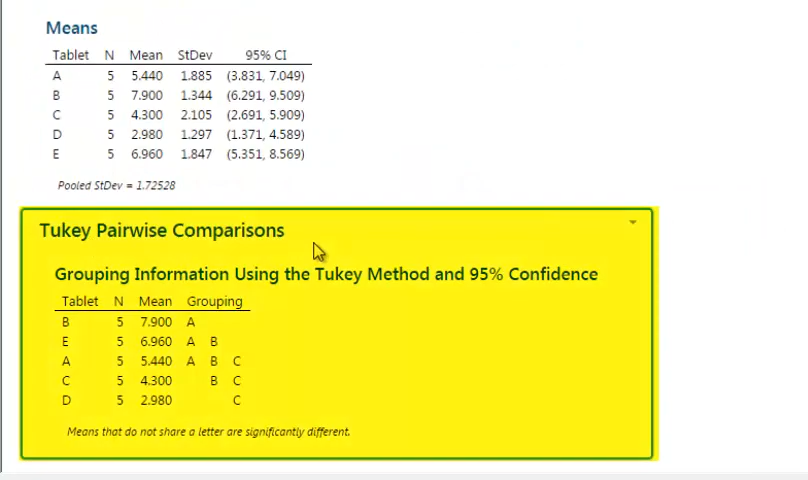 Means
Tablet N Mean StDev 95% CI
A 5 5.440 1.885 (3.831, 7.049)
B 5 7.900 1.344 (6.291, 9.509)
C 5 4.300 2.105 (2.691, 5.909)
D 5 2.980 1.297 (1.371, 4.589)
E 5 6.960 1.847 (5.351, 8.569)
Pooled StDev = 1.72528
Tukey Pairwise Comparisons
Grouping Information Using the Tukey Method and 95% Confidence
Tablet N Mean Grouping
B 5 7.900 A
E 5 6.960 A B
A 5 5.440 A B C
C 5 4.300 B C
D 5 2.980 C
Means that do not share a letter are significantly different.